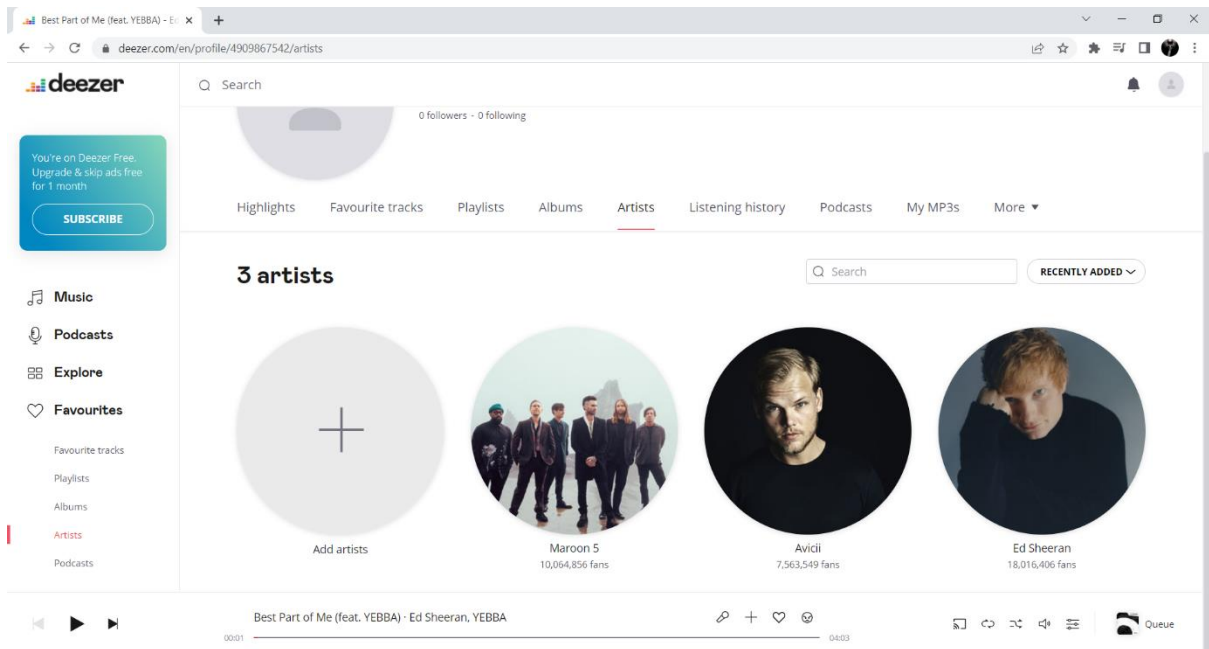 Best Part of Me (feat. YEBBA) - Ed
deezer.com/en/profile/4909867542/artists
deezer
Search
0 followers - 0 following
You're on Deezer Free.
Upgrade & skip ads free
for 1 month
SUBSCRIBE
Highlights Favourite tracks Playlists Albums Artists Listening history Podcasts My MP3s More
3 artists
Search
RECENTLY ADDED
Music
Podcasts
Explore
Favourites
Favourite tracks
Playlists
Albums
Artists
Podcasts
Add artists
Maroon 5
10,064,856 fans
Avicii
7,563,549 fans
Ed Sheeran
18,016,406 fans
Best Part of Me (feat. YEBBA) · Ed Sheeran, YEBBA
00:01
04:03
Queue